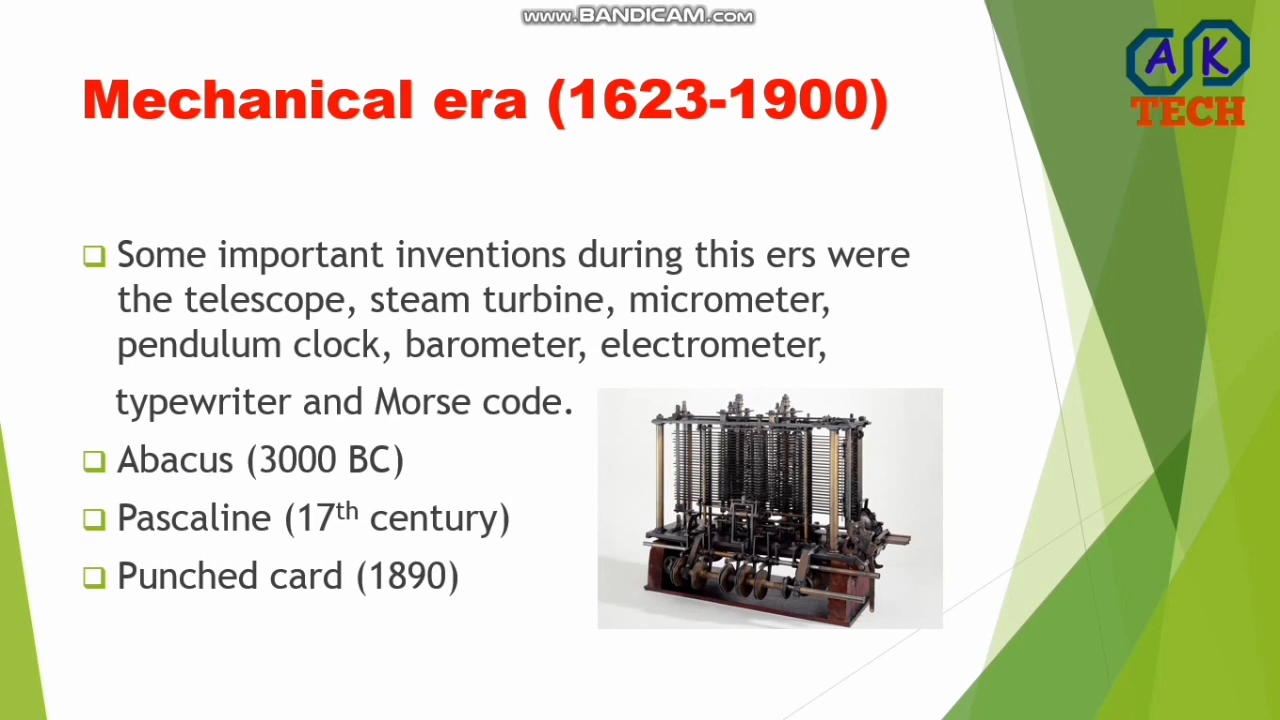 www.BANDICAM.com
AK
TECH
Mechanical era (1623-1900)
Some important inventions during this ers were
the telescope, steam turbine, micrometer,
pendulum clock, barometer, electrometer,
typewriter and Morse code.
Abacus (3000 BC)
Pascaline (17th century)
Punched card (1890)